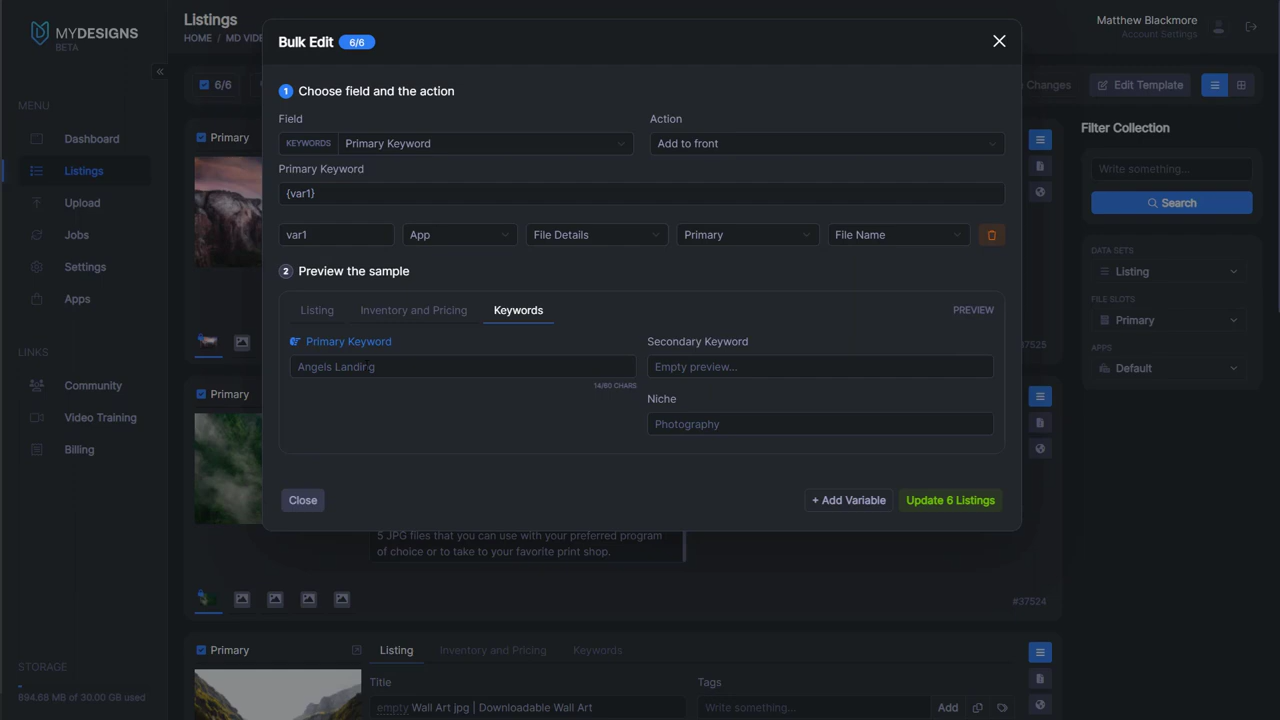 MYDESIGNS
BETA
MENU
Dashboard
Listings
Upload
Jobs
Settings
Apps
LINKS
Community
Video Training
Billing
STORAGE
894.66 MB of 30.00 GB used
Listings
HOME / MD VIDE
6/6
Matthew Blackmore
Account Settings
Changes
Edit Template
Bulk Edit 6/6
1 Choose field and the action
Field
Action
KEYWORDS Primary Keyword
Add to front
Primary Keyword
{var1}
var1 App File Details Primary File Name
2 Preview the sample
Listing Inventory and Pricing Keywords PREVIEW
Primary Keyword
Secondary Keyword
Angels Landing
Empty preview...
14/80 CHARS
Niche
Photography
Close
+ Add Variable
Update 6 Listings
Primary
Primary
5 JPG files that you can use with your preferred program
of choice or to take to your favorite print shop.
37525
#37524
Primary
Listing Inventory and Pricing Keywords
Title
Tags
empty Wall Art jpg | Downloadable Wall Art
Write something...
Add
Filter Collection
Write something...
Search
DATA SETS
Listing
FILE SLOTS
Primary
APPS
Default